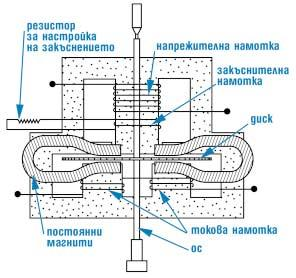 резистор
за настройка
на закъснението
напрежителна намотка
закъснителна
намотка
диск
постоянни
магнити
токова намотка
ос